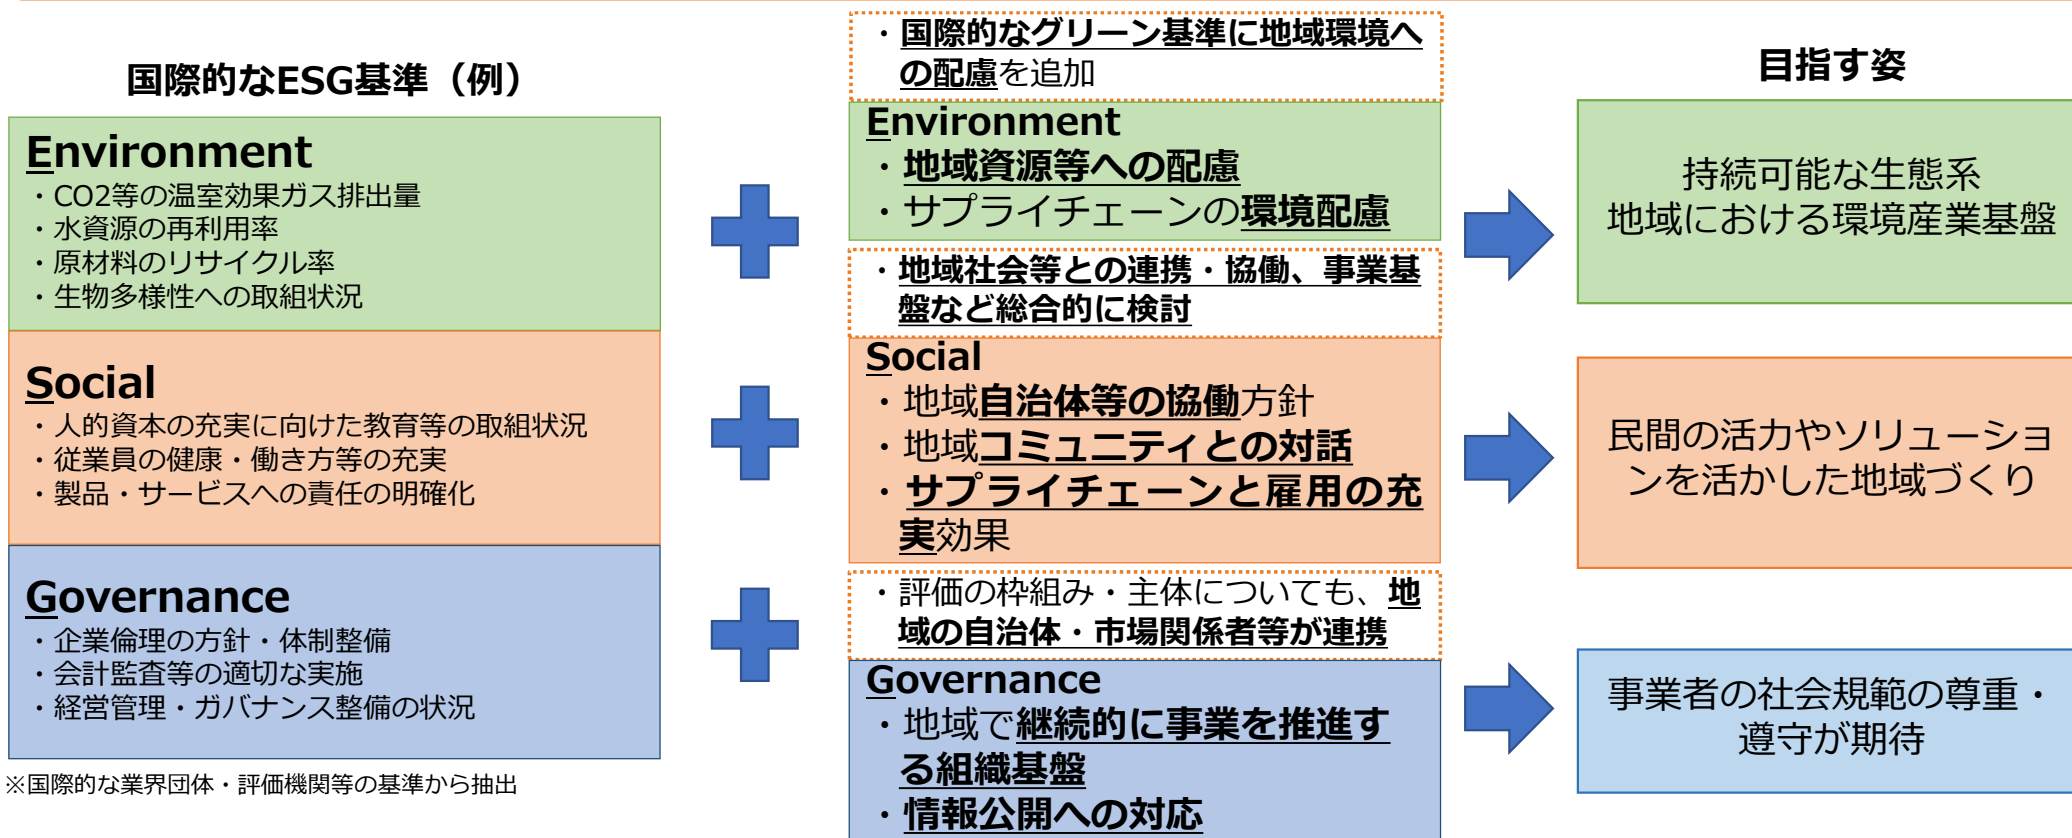 国際的なESG基準（例）
Environment
・CO2等の温室効果ガス排出量
・水資源の再利用率
・原材料のリサイクル率
・生物多様性への取組状況
Social
・人的資本の充実に向けた教育等の取組状況
・従業員の健康・働き方等の充実
・製品・サービスへの責任の明確化
Governance
・企業倫理の方針・体制整備
・会計監査等の適切な実施
・経営管理・ガバナンス整備の状況
※国際的な業界団体・評価機関等の基準から抽出
・国際的なグリーン基準に地域環境へ
の配慮を追加
Environment
・地域資源等への配慮
・サプライチェーンの環境配慮
・地域社会等との連携・協働、事業基
盤など総合的に検討
Social
・地域自治体等の協働方針
・地域コミュニティとの対話
・サプライチェーンと雇用の充
実効果
・評価の枠組み・主体についても、地
域の自治体・市場関係者等が連携
Governance
・地域で継続的に事業を推進す
る組織基盤
・情報公開への対応
目指す姿
持続可能な生態系
地域における環境産業基盤
民間の活力やソリューショ
ンを活かした地域づくり
事業者の社会規範の尊重・
遵守が期待